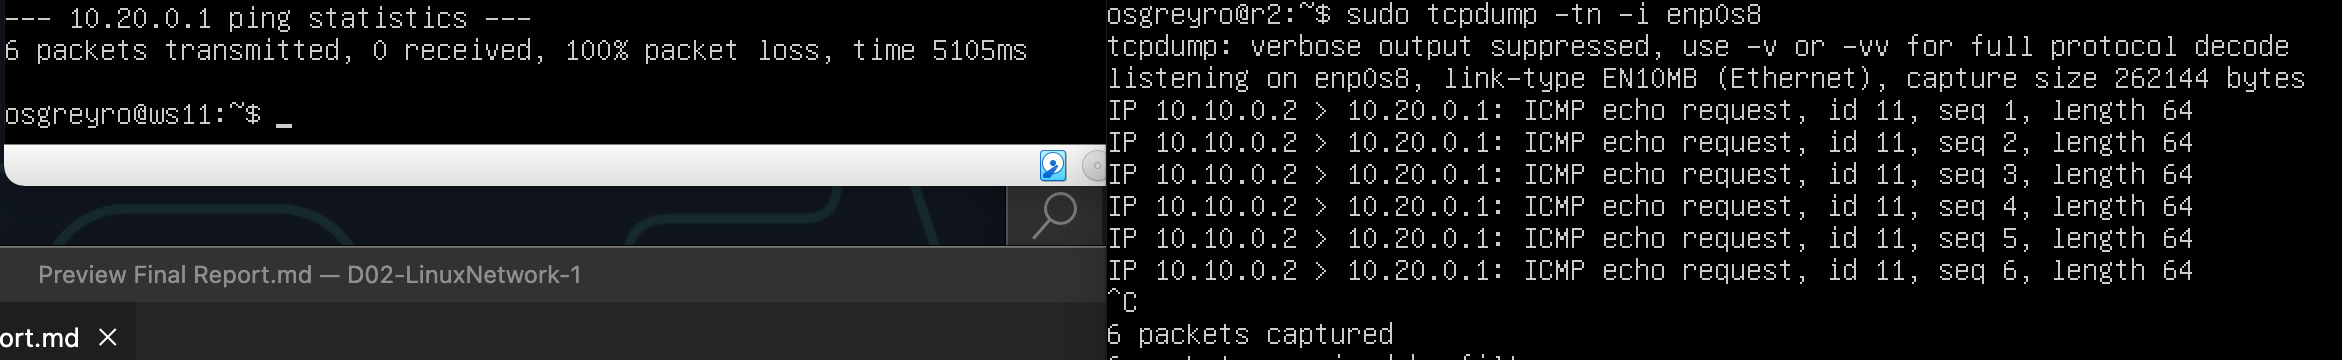 --- 10.20.0.1 ping statistics ---
6 packets transmitted, 0 received, 100% packet loss, time 5105ms
osgreyro@ws11:~$ _
Preview Final Report.md — D02-LinuxNetwork-1
ort.md ×
osgreyro@r2:~$ sudo tcpdump -tn -i enp0s8
tcpdump: verbose output suppressed, use -v or -vv for full protocol decode
listening on enp0s8, link-type EN10MB (Ethernet), capture size 262144 bytes
IP 10.10.0.2 > 10.20.0.1: ICMP echo request, id 11, seq 1, length 64
IP 10.10.0.2 > 10.20.0.1: ICMP echo request, id 11, seq 2, length 64
IP 10.10.0.2 > 10.20.0.1: ICMP echo request, id 11, seq 3, length 64
IP 10.10.0.2 > 10.20.0.1: ICMP echo request, id 11, seq 4, length 64
IP 10.10.0.2 > 10.20.0.1: ICMP echo request, id 11, seq 5, length 64
IP 10.10.0.2 > 10.20.0.1: ICMP echo request, id 11, seq 6, length 64
^C
6 packets captured